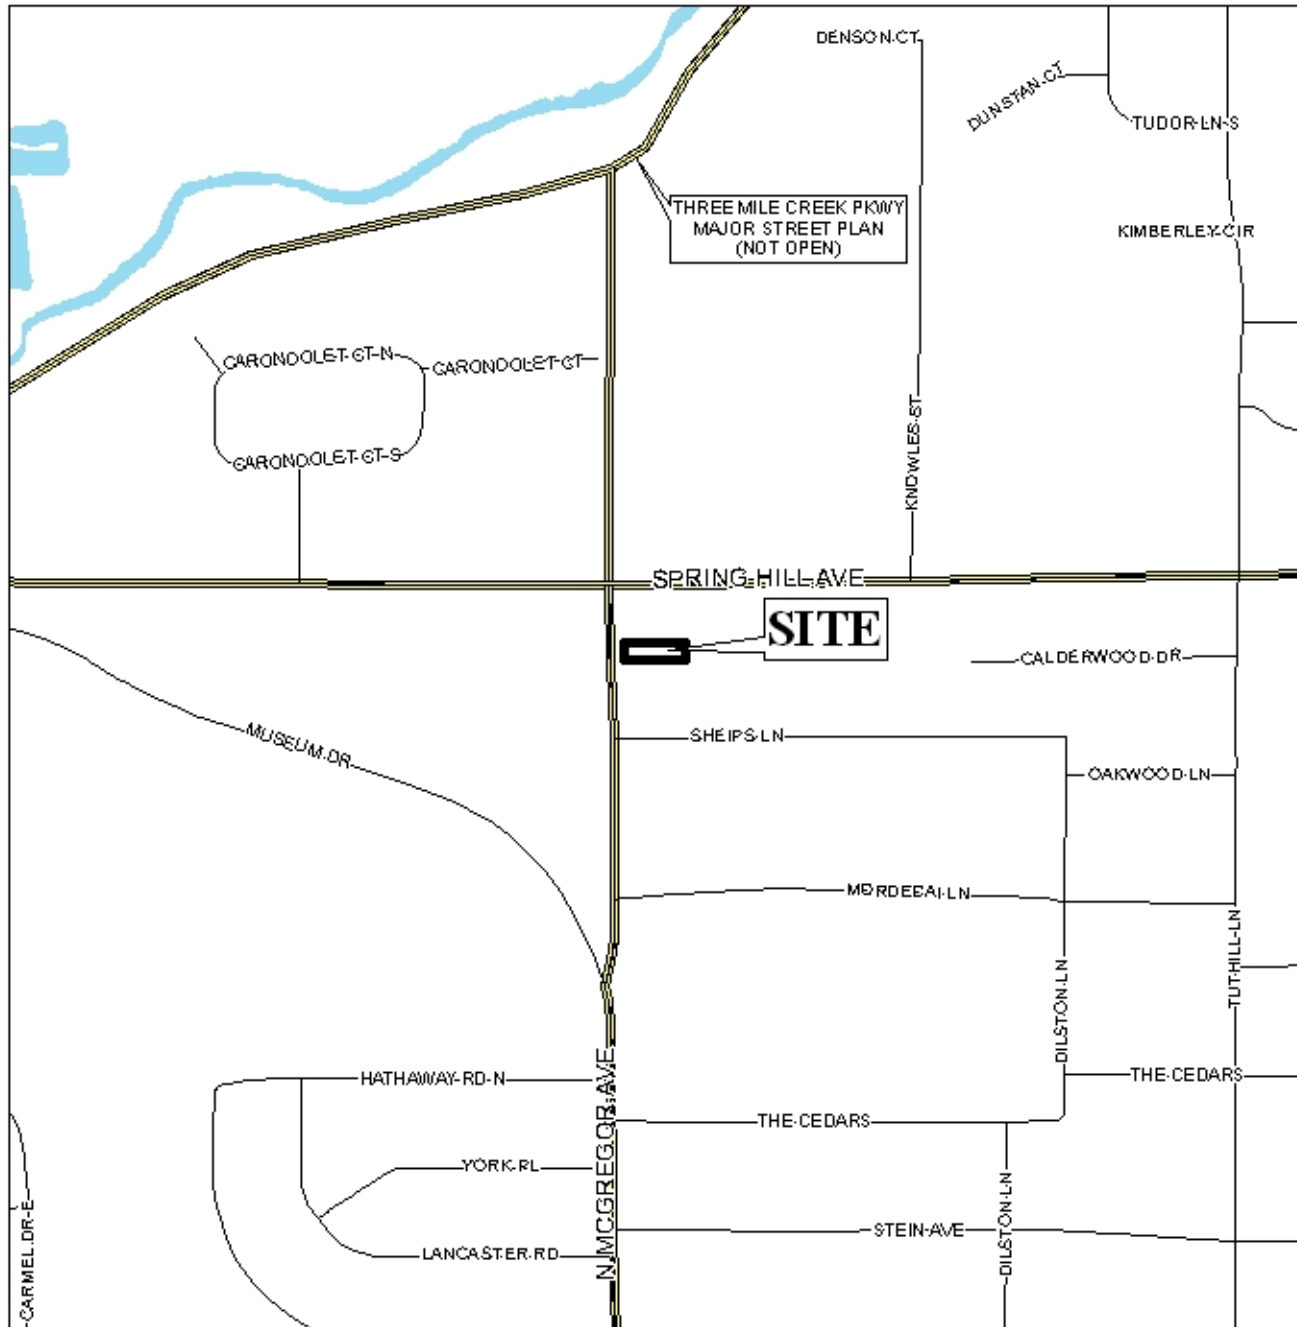 DENSON CT
DUNSTAN CT
TUDOR LN S
THREE MILE CREEK PKWY
MAJOR STREET PLAN
(NOT OPEN)
KIMBERLEY CIR
CARONDOLET CT N
CARONDOLET CT
CARONDOLET CT S
KNOWLES ST
SPRING HILL AVE
SITE
CALDERWOOD DR
MUSEUM DR
SHEIPS LN
OAKWOOD LN
MORDECAI LN
TUTHILL LN
DILSTON LN
HATHAWAY RD N
N MCGREGOR AVE
THE CEDARS
THE CEDARS
YORK PL
DILSTON LN
STEIN AVE
LANCASTER RD
CARMEL DR E